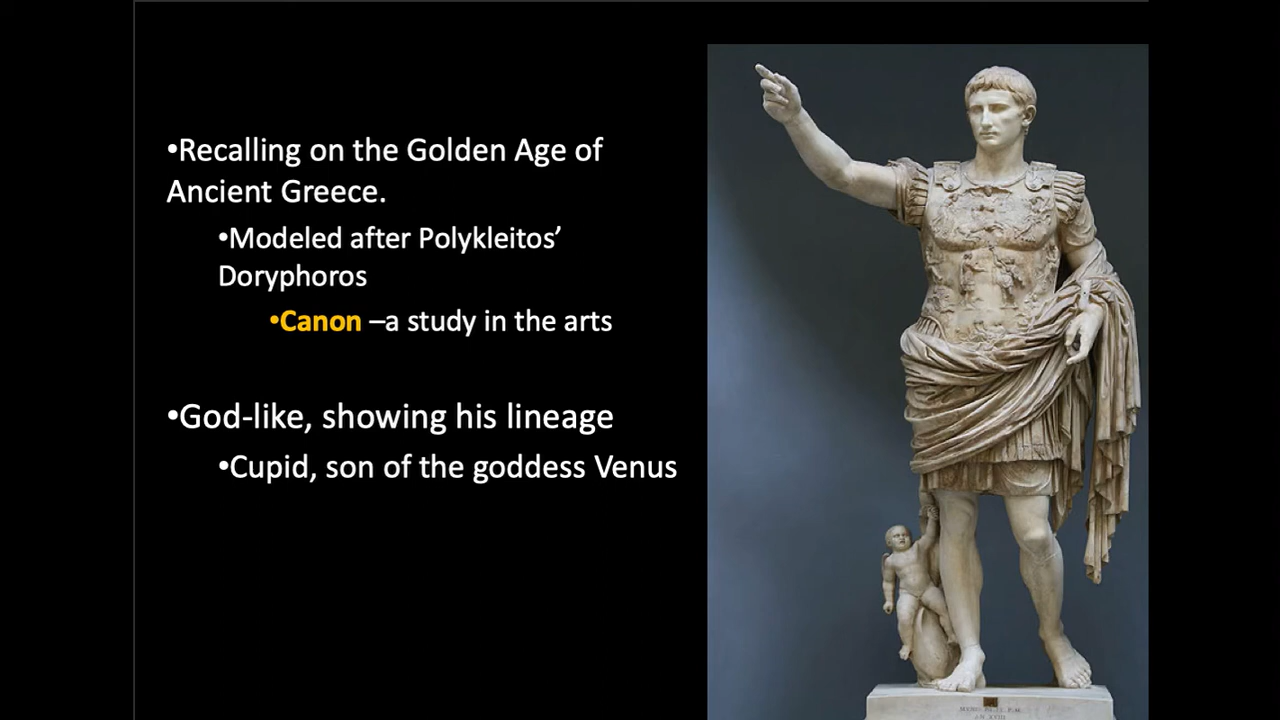 •Recalling on the Golden Age of
Ancient Greece.
•Modeled after Polykleitos’
Doryphoros
•Canon –a study in the arts
•God-like, showing his lineage
•Cupid, son of the goddess Venus